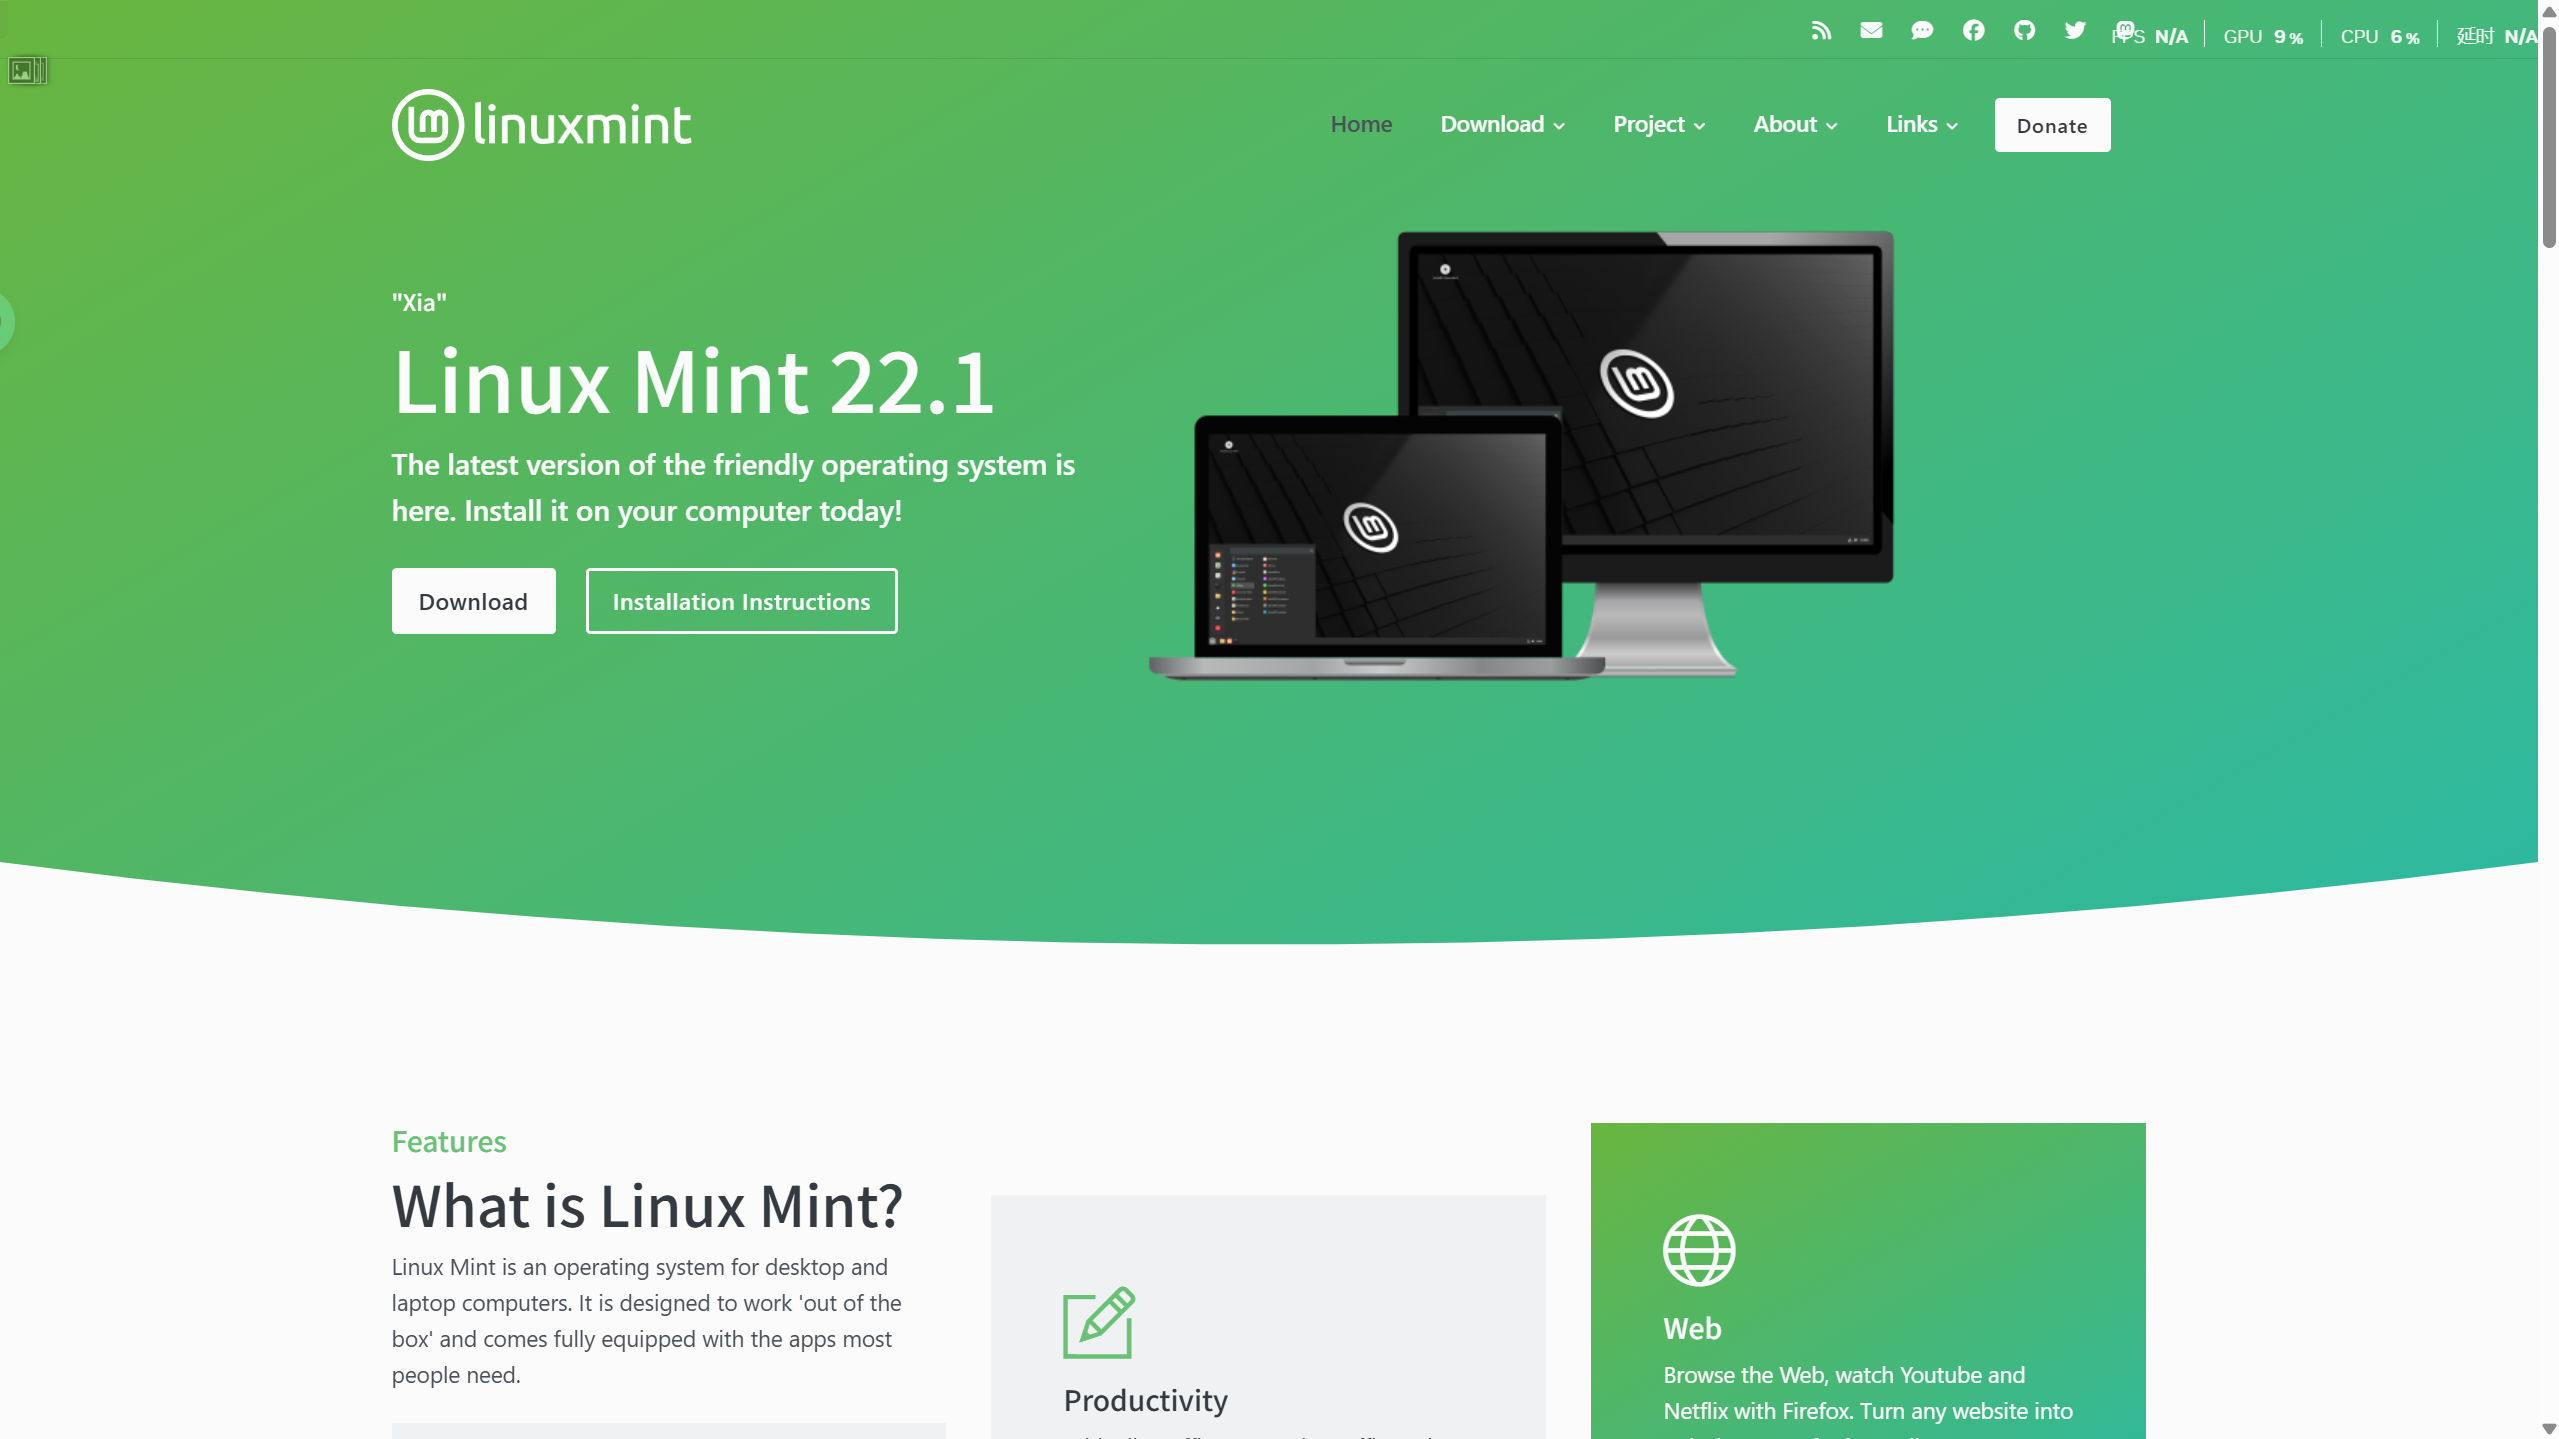 FPS N/A GPU 9 % CPU 6 % 延时 N/A
linuxmint
Home Download Project About Links Donate
"Xia"
Linux Mint 22.1
The latest version of the friendly operating system is
here. Install it on your computer today!
Download Installation Instructions
Features
What is Linux Mint?
Linux Mint is an operating system for desktop and
laptop computers. It is designed to work 'out of the
box' and comes fully equipped with the apps most
people need.
Productivity
Web
Browse the Web, watch Youtube and
Netflix with Firefox. Turn any website into